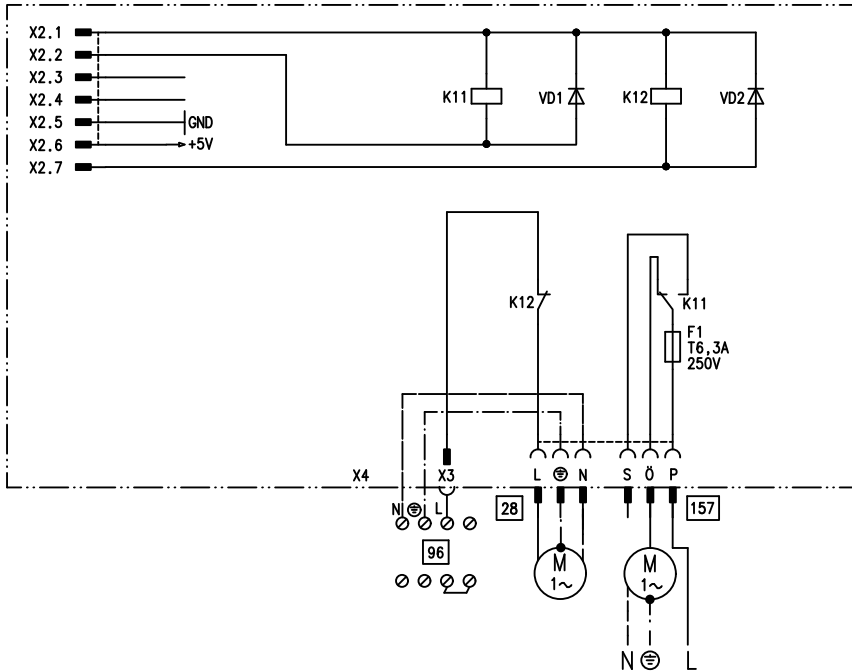 X2.1
X2.2
X2.3
X2.4
X2.5 GND
X2.6 +5V
X2.7
K11 VD1 K12 VD2
K12 K11
F1
T6,3A
250V
X4 X3 L N S Ö P
N L 28 157
96
M
1~
M
1~
N L